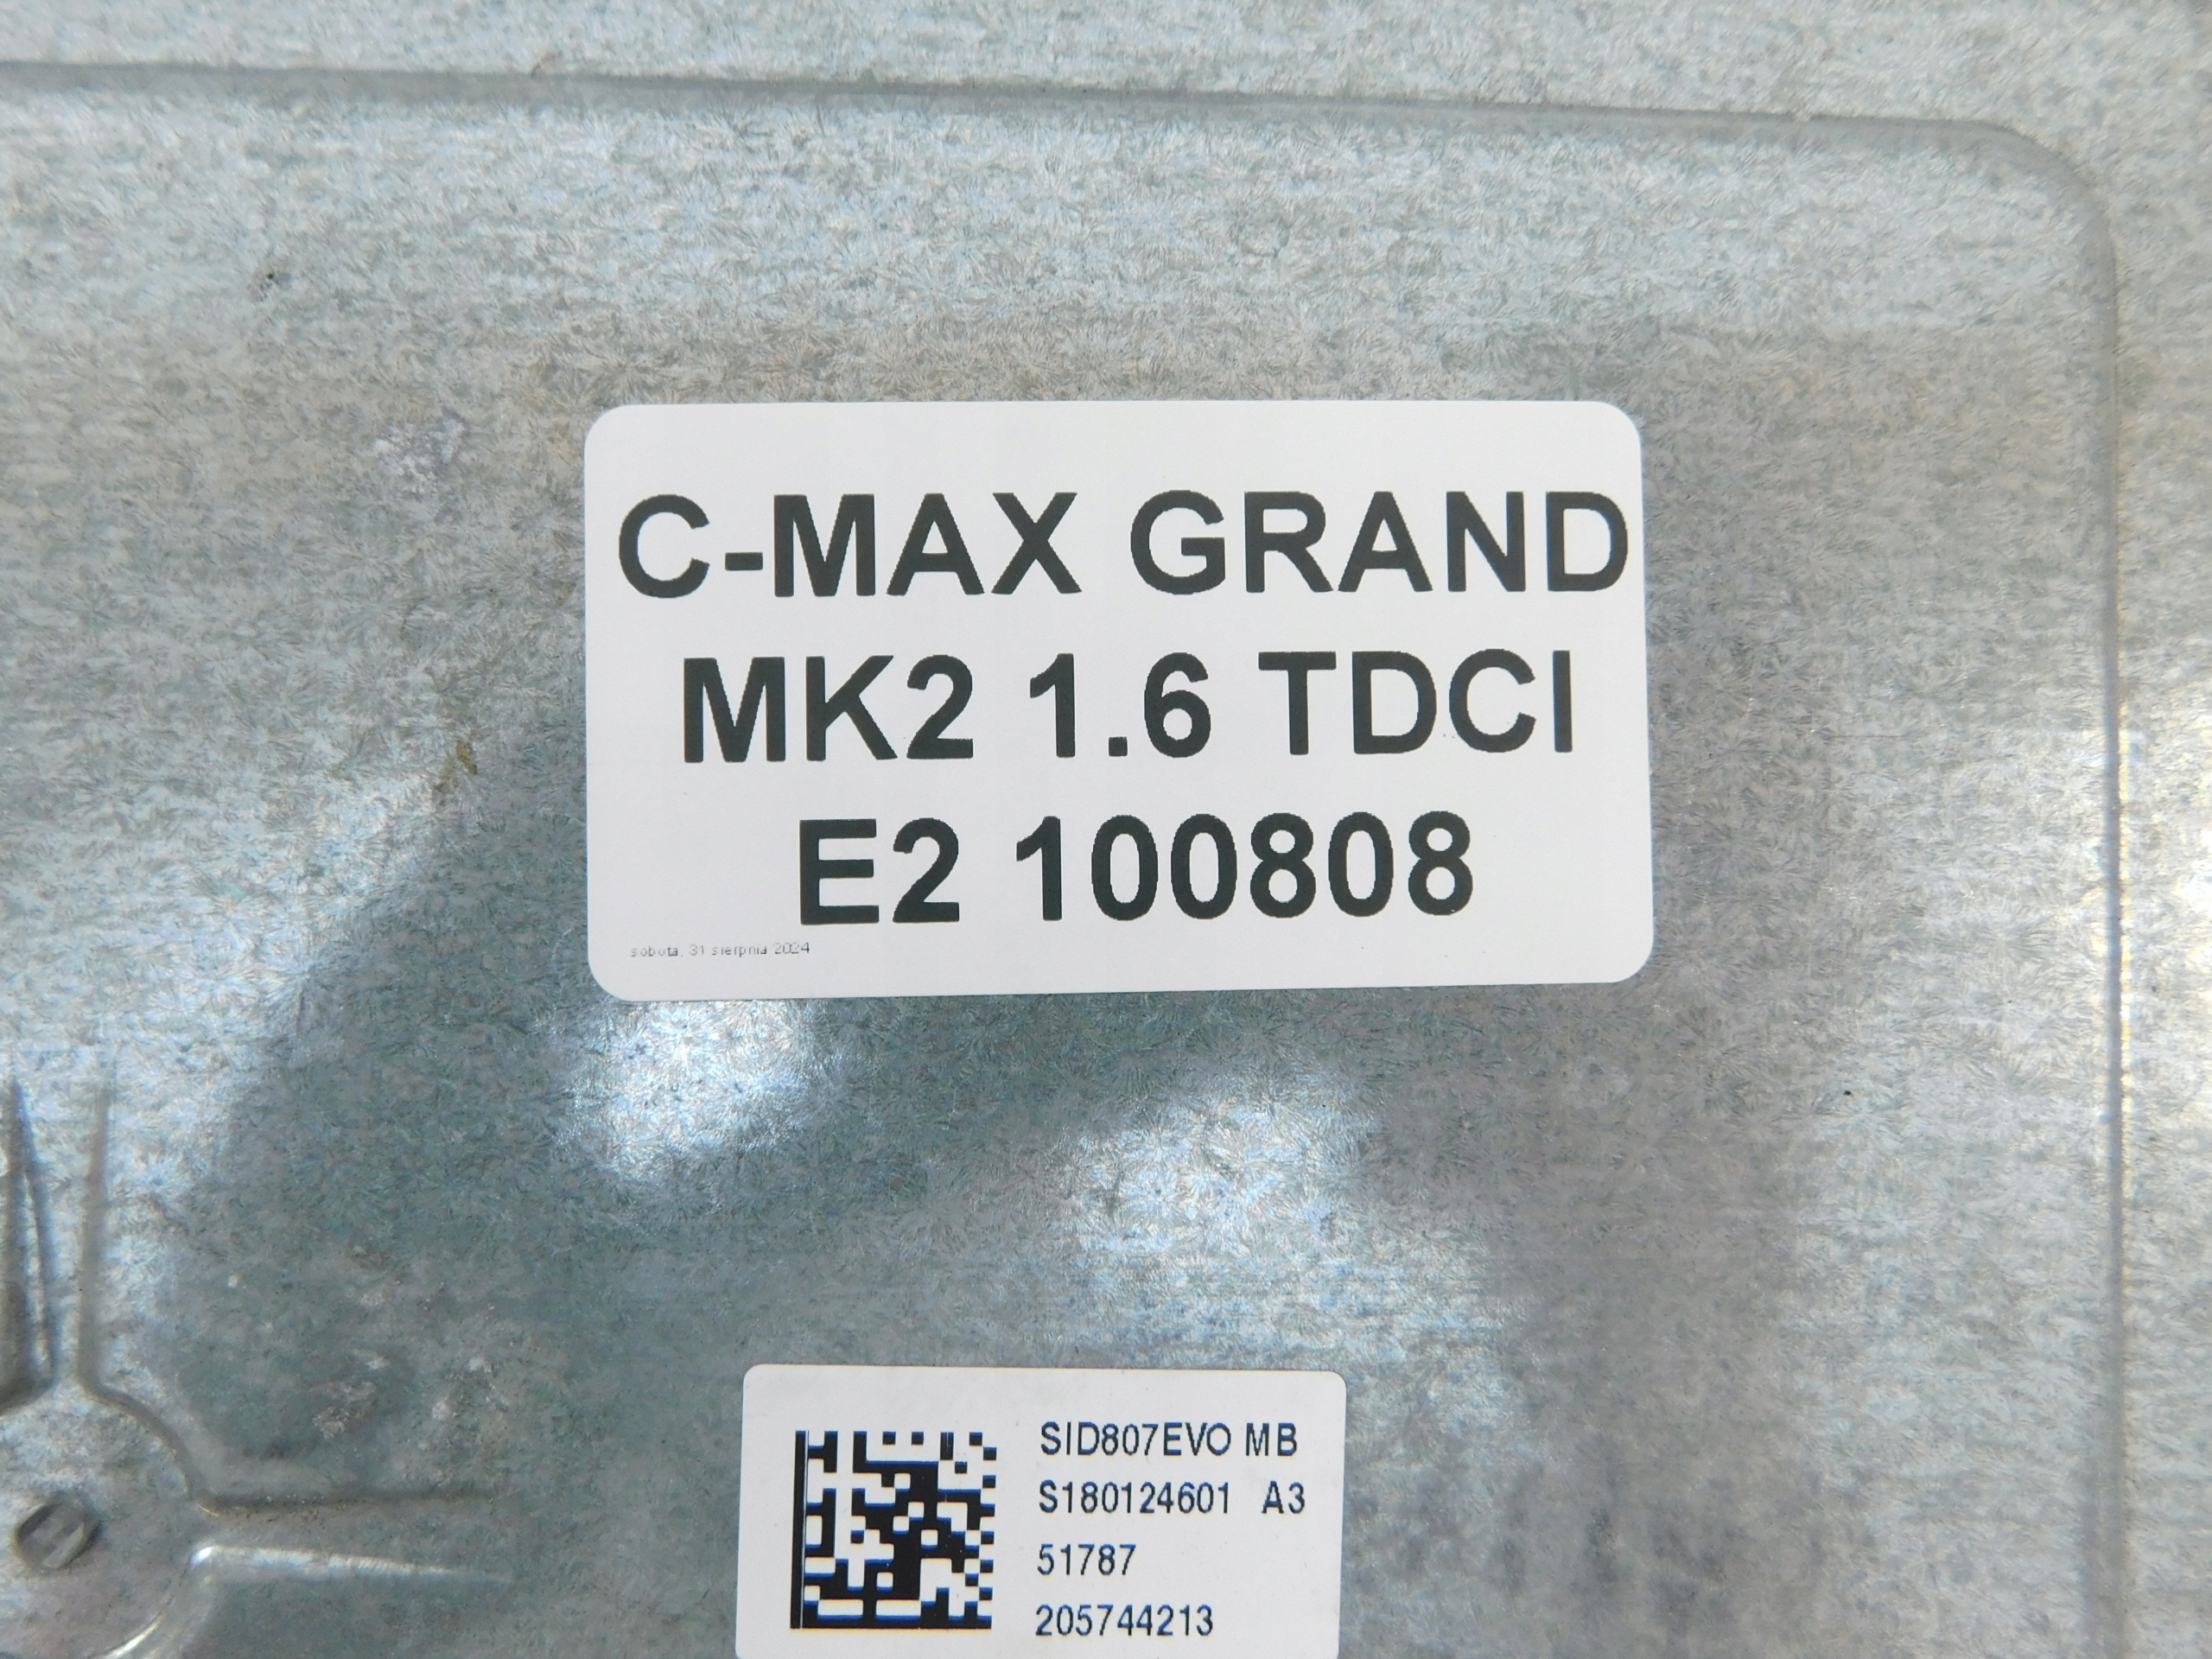 C-MAX GRAND
MK2 1.6 TDCI
E2 100808
sobota, 31 sierpnia 2024
SID807EVO MB
S180124601 A3
51787
205744213